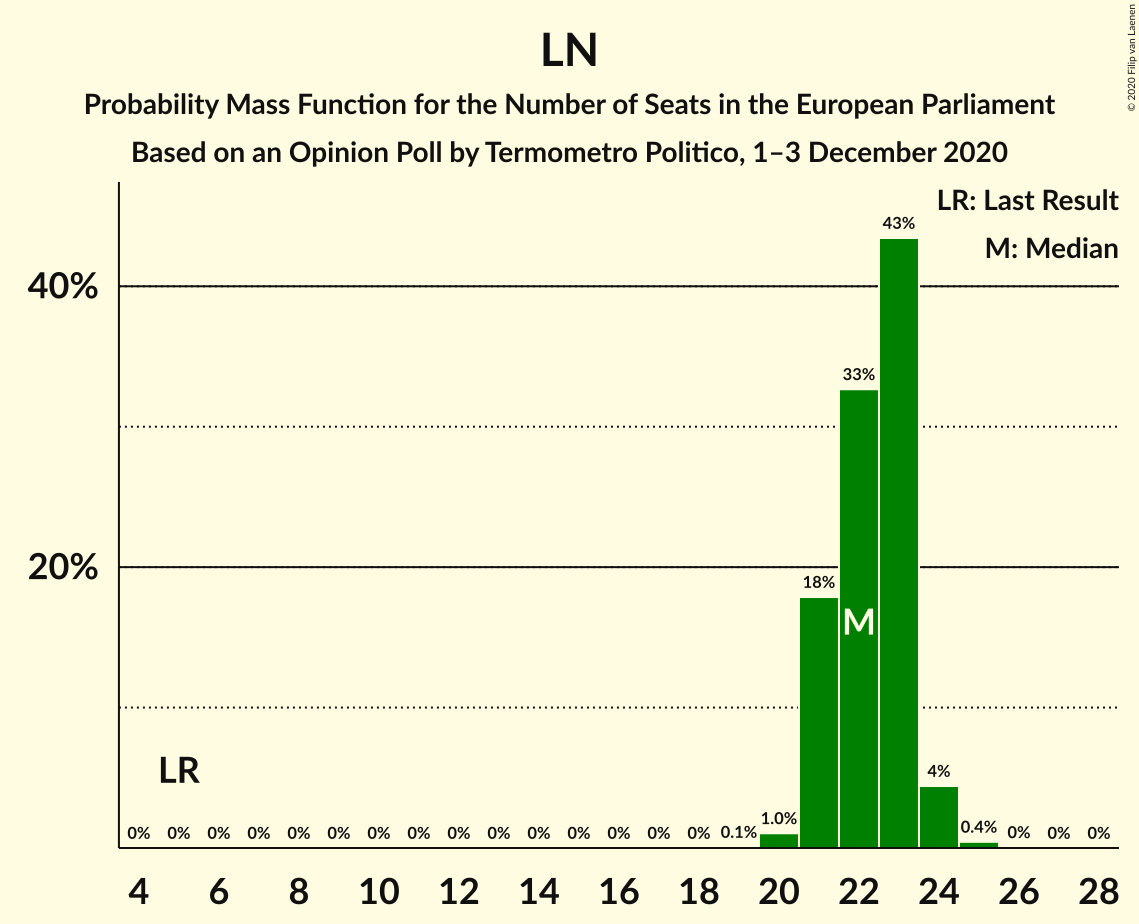 LN
Probability Mass Function for the Number of Seats in the European Parliament
Based on an Opinion Poll by Termometro Politico, 1–3 December 2020
© 2020 Filip van Laenen
LR: Last Result
M: Median
43%
40%
33%
20%
18%
M
LR
4%
1.0%
0.4%
0% 0% 0% 0% 0% 0% 0% 0% 0% 0% 0% 0% 0% 0% 0% 0.1% 0% 0% 0%
4 6 8 10 12 14 16 18 20 22 24 26 28